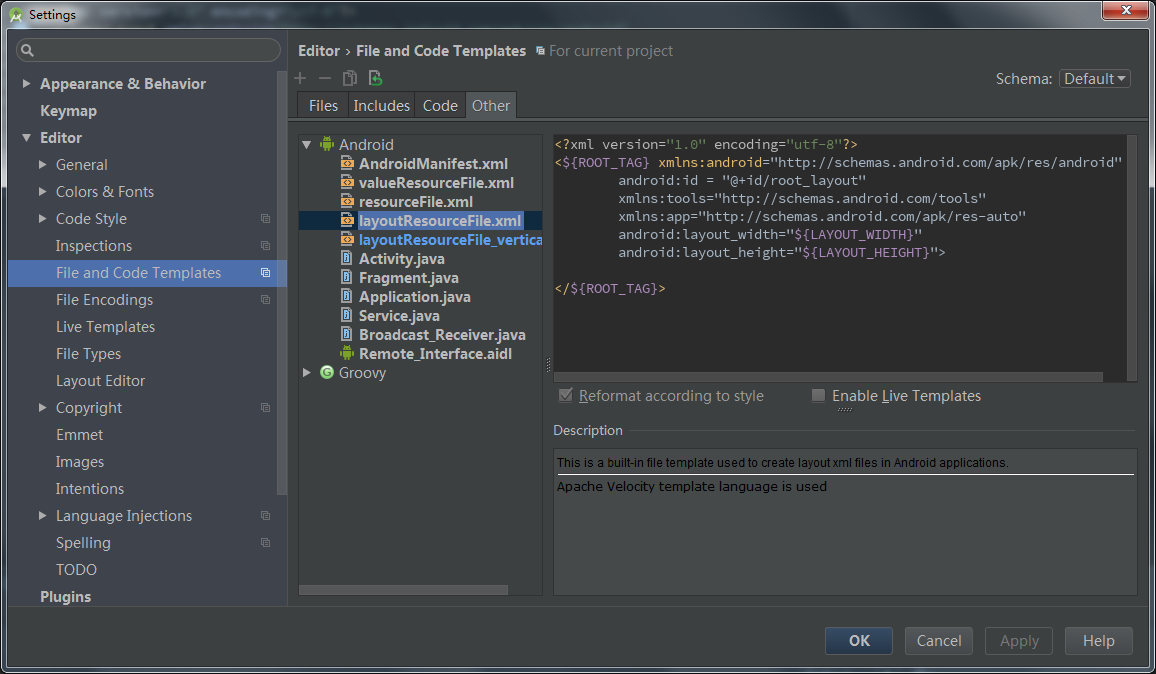 Settings
Editor › File and Code Templates For current project
Schema: Default
Files Includes Code Other
Appearance & Behavior
Keymap
Editor
General
Colors & Fonts
Code Style
Inspections
File and Code Templates
File Encodings
Live Templates
File Types
Layout Editor
Copyright
Emmet
Images
Intentions
Language Injections
Spelling
TODO
Plugins
Android
AndroidManifest.xml
valueResourceFile.xml
resourceFile.xml
layoutResourceFile.xml
layoutResourceFile_vertica
Activity.java
Fragment.java
Application.java
Service.java
Broadcast_Receiver.java
Remote_Interface.aidl
Groovy
<?xml version="1.0" encoding="utf-8"?>
<${ROOT_TAG} xmlns:android="http://schemas.android.com/apk/res/android"
android:id = "@+id/root_layout"
xmlns:tools="http://schemas.android.com/tools"
xmlns:app="http://schemas.android.com/apk/res-auto"
android:layout_width="${LAYOUT_WIDTH}"
android:layout_height="${LAYOUT_HEIGHT}">
</${ROOT_TAG}>
Reformat according to style Enable Live Templates
Description
This is a built-in file template used to create layout xml files in Android applications.
Apache Velocity template language is used
OK Cancel Apply Help